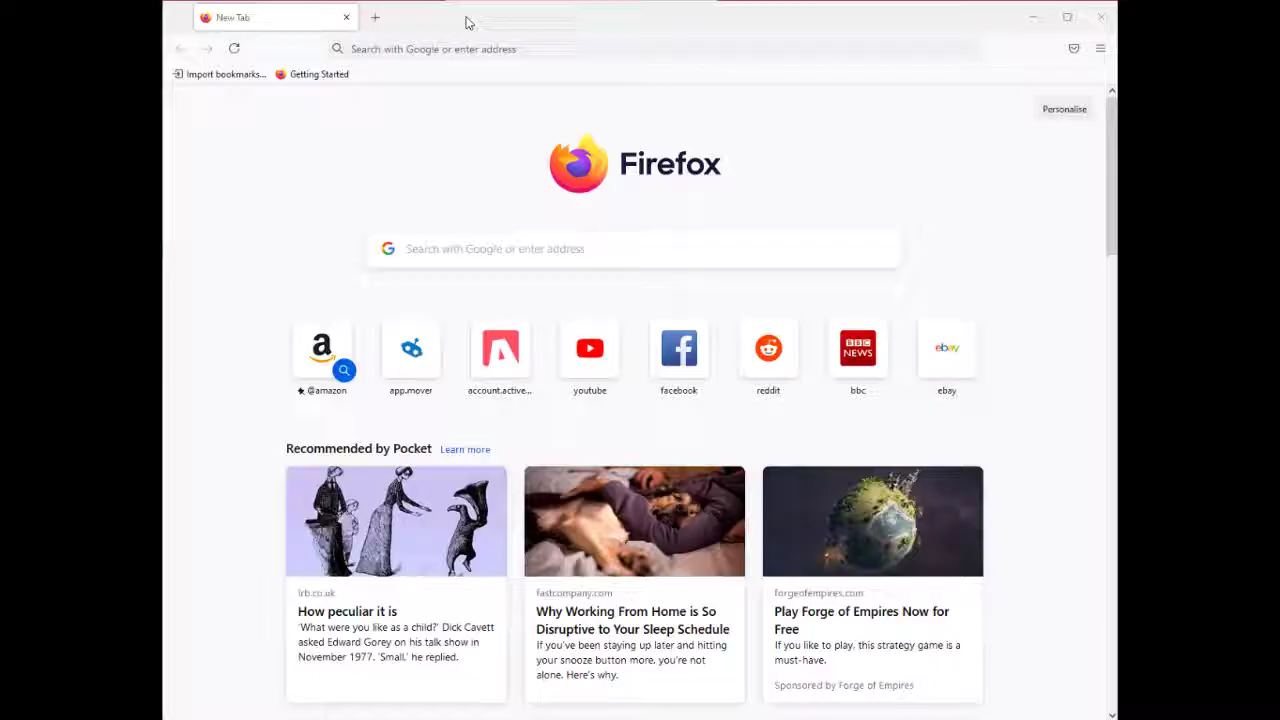 New Tab
Search with Google or enter address
Import bookmarks...
Getting Started
Personalise
Firefox
Search with Google or enter address
@amazon
app.mover
account.active...
youtube
facebook
reddit
BBC
NEWS
bbc
ebay
ebay
Recommended by Pocket Learn more
lrb.co.uk
How peculiar it is
'What were you like as a child?' Dick Cavett
asked Edward Gorey on his talk show in
November 1977. 'Small,' he replied.
fastcompany.com
Why Working From Home is So
Disruptive to Your Sleep Schedule
If you've been staying up later and hitting
your snooze button more, you're not
alone. Here's why.
forgeofempires.com
Play Forge of Empires Now for
Free
If you like to play, this strategy game is a
must-have.
Sponsored by Forge of Empires